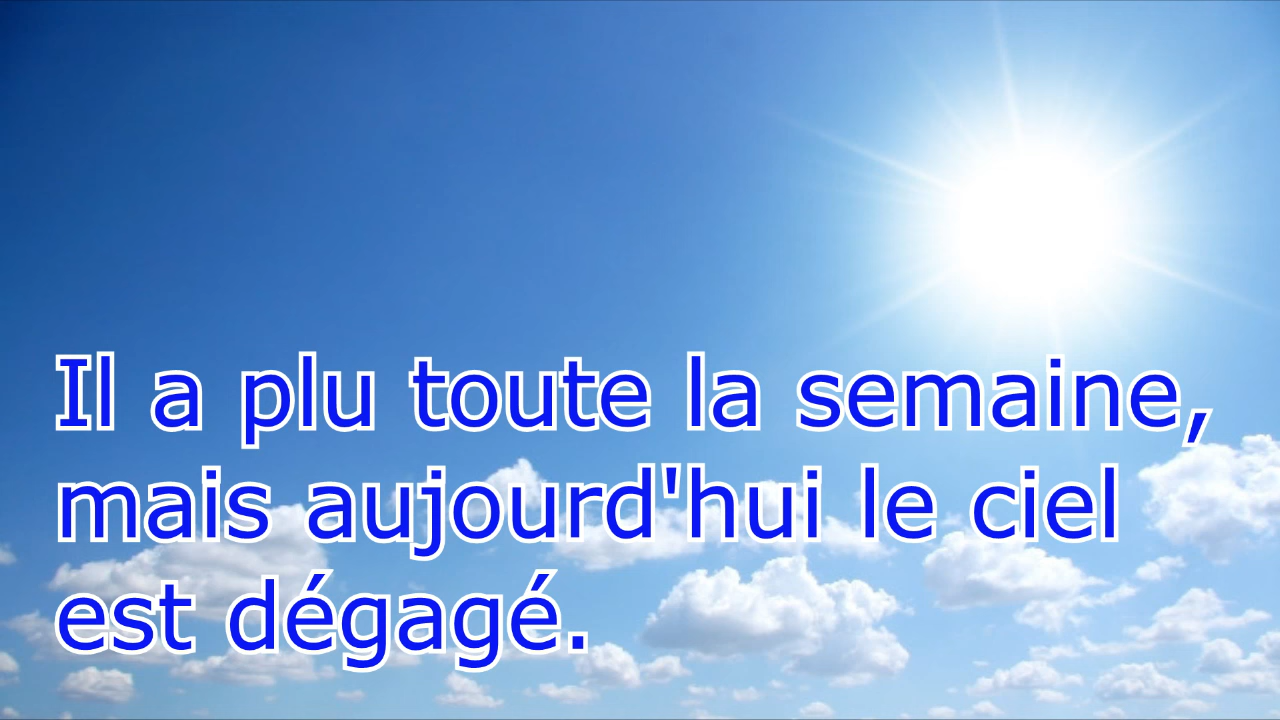 Il a plu toute la semaine,
mais aujourd'hui le ciel
est dégagé.